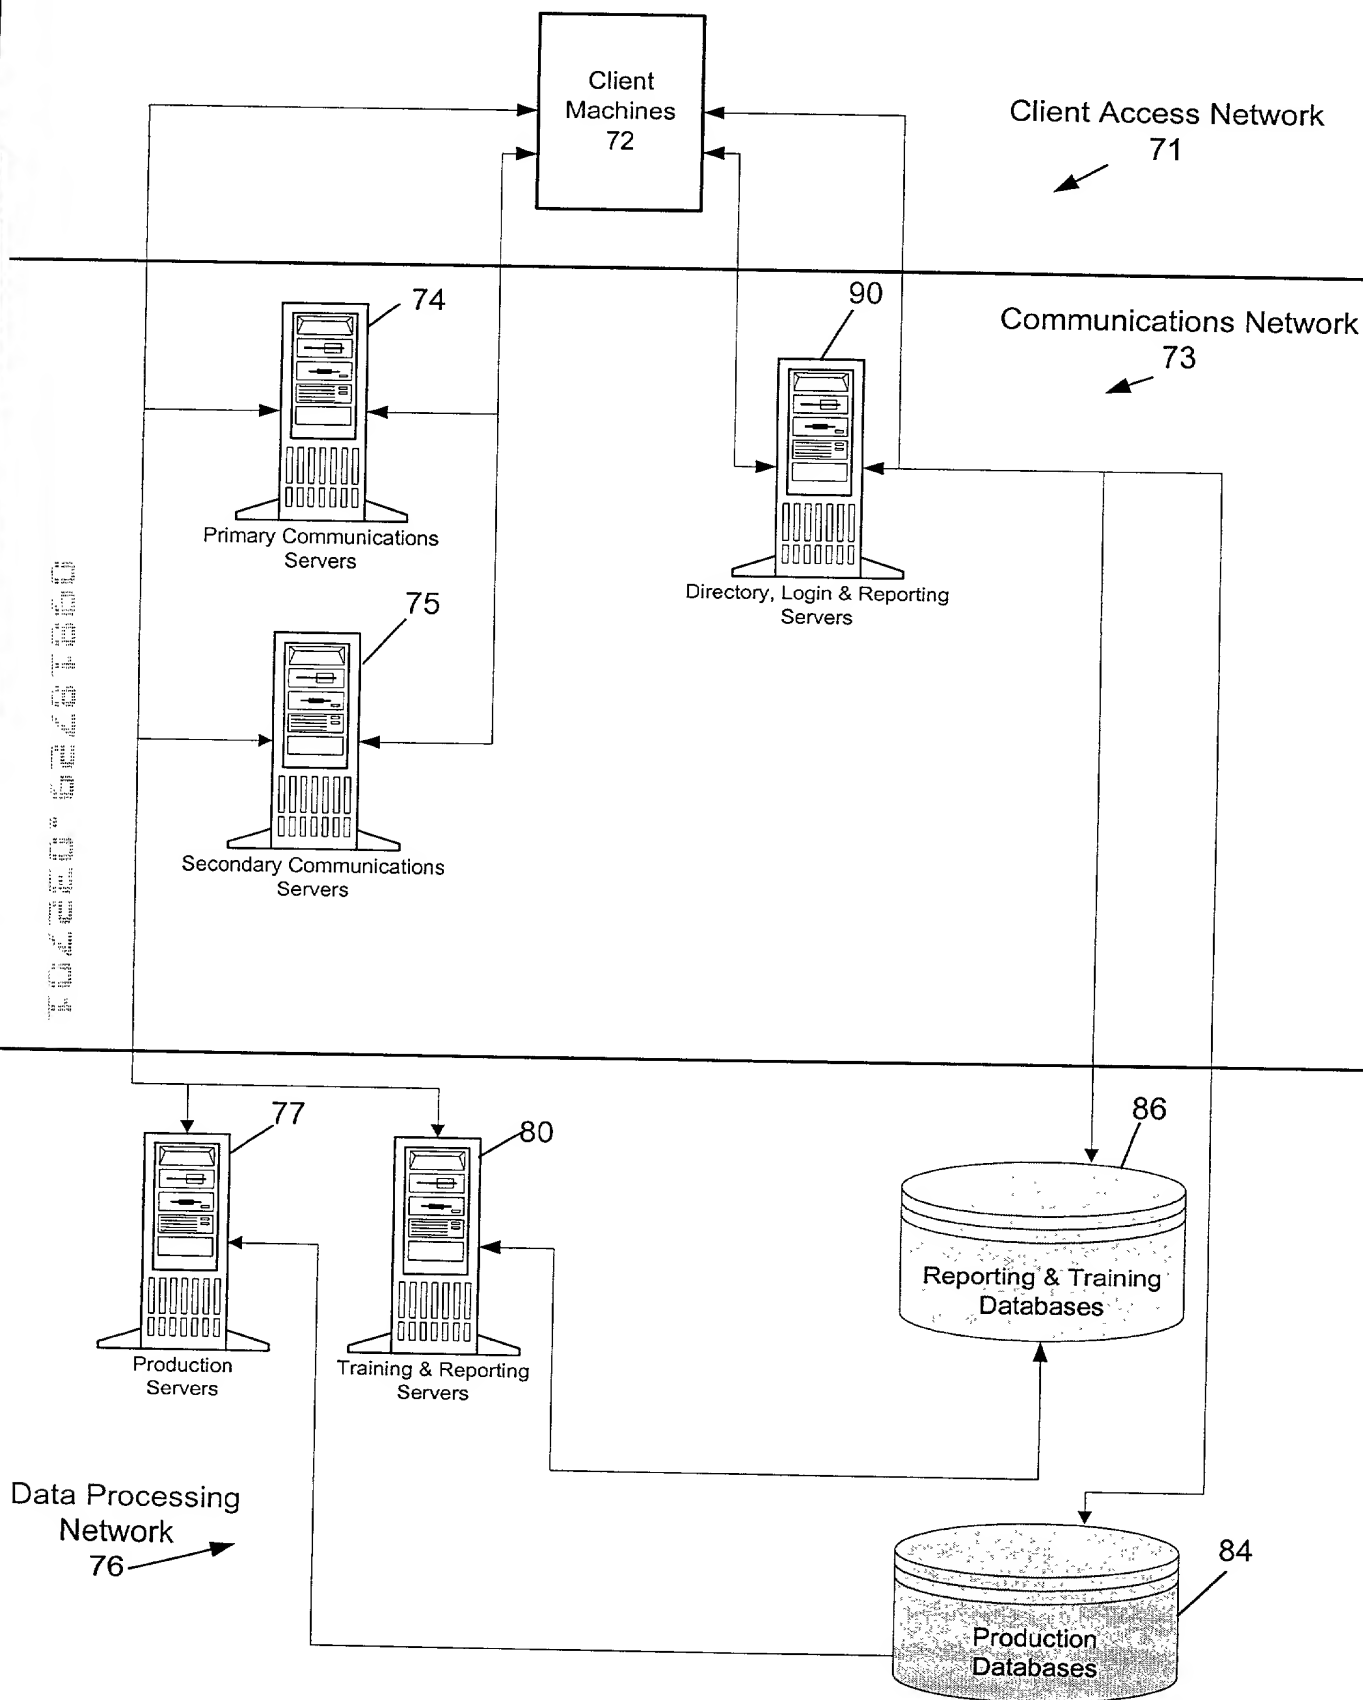 Client
Machines
72
Client Access Network
71
74
90
Communications Network
73
Primary Communications
Servers
75
Directory, Login & Reporting
Servers
Secondary Communications
Servers
77
80
86
Reporting & Training
Databases
Production
Servers
Training & Reporting
Servers
Data Processing
Network
76
84
Production
Databases